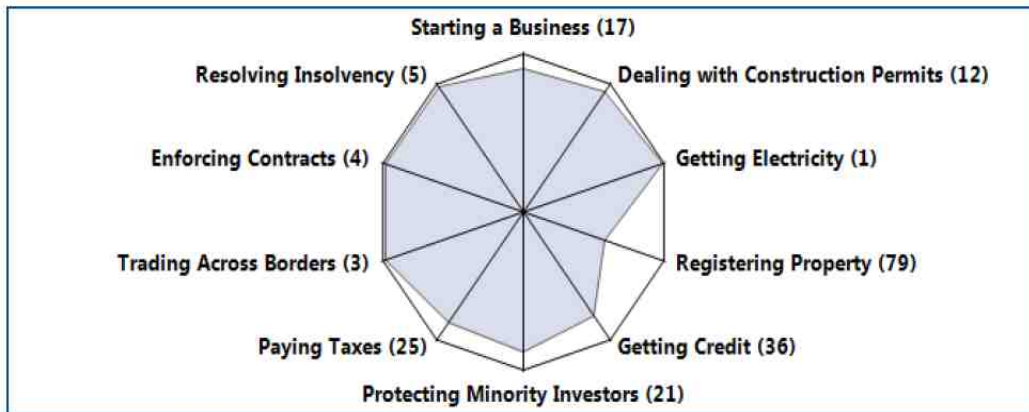 Starting a Business (17)
Resolving Insolvency (5)
Dealing with Construction Permits (12)
Enforcing Contracts (4)
Getting Electricity (1)
Trading Across Borders (3)
Registering Property (79)
Paying Taxes (25)
Getting Credit (36)
Protecting Minority Investors (21)